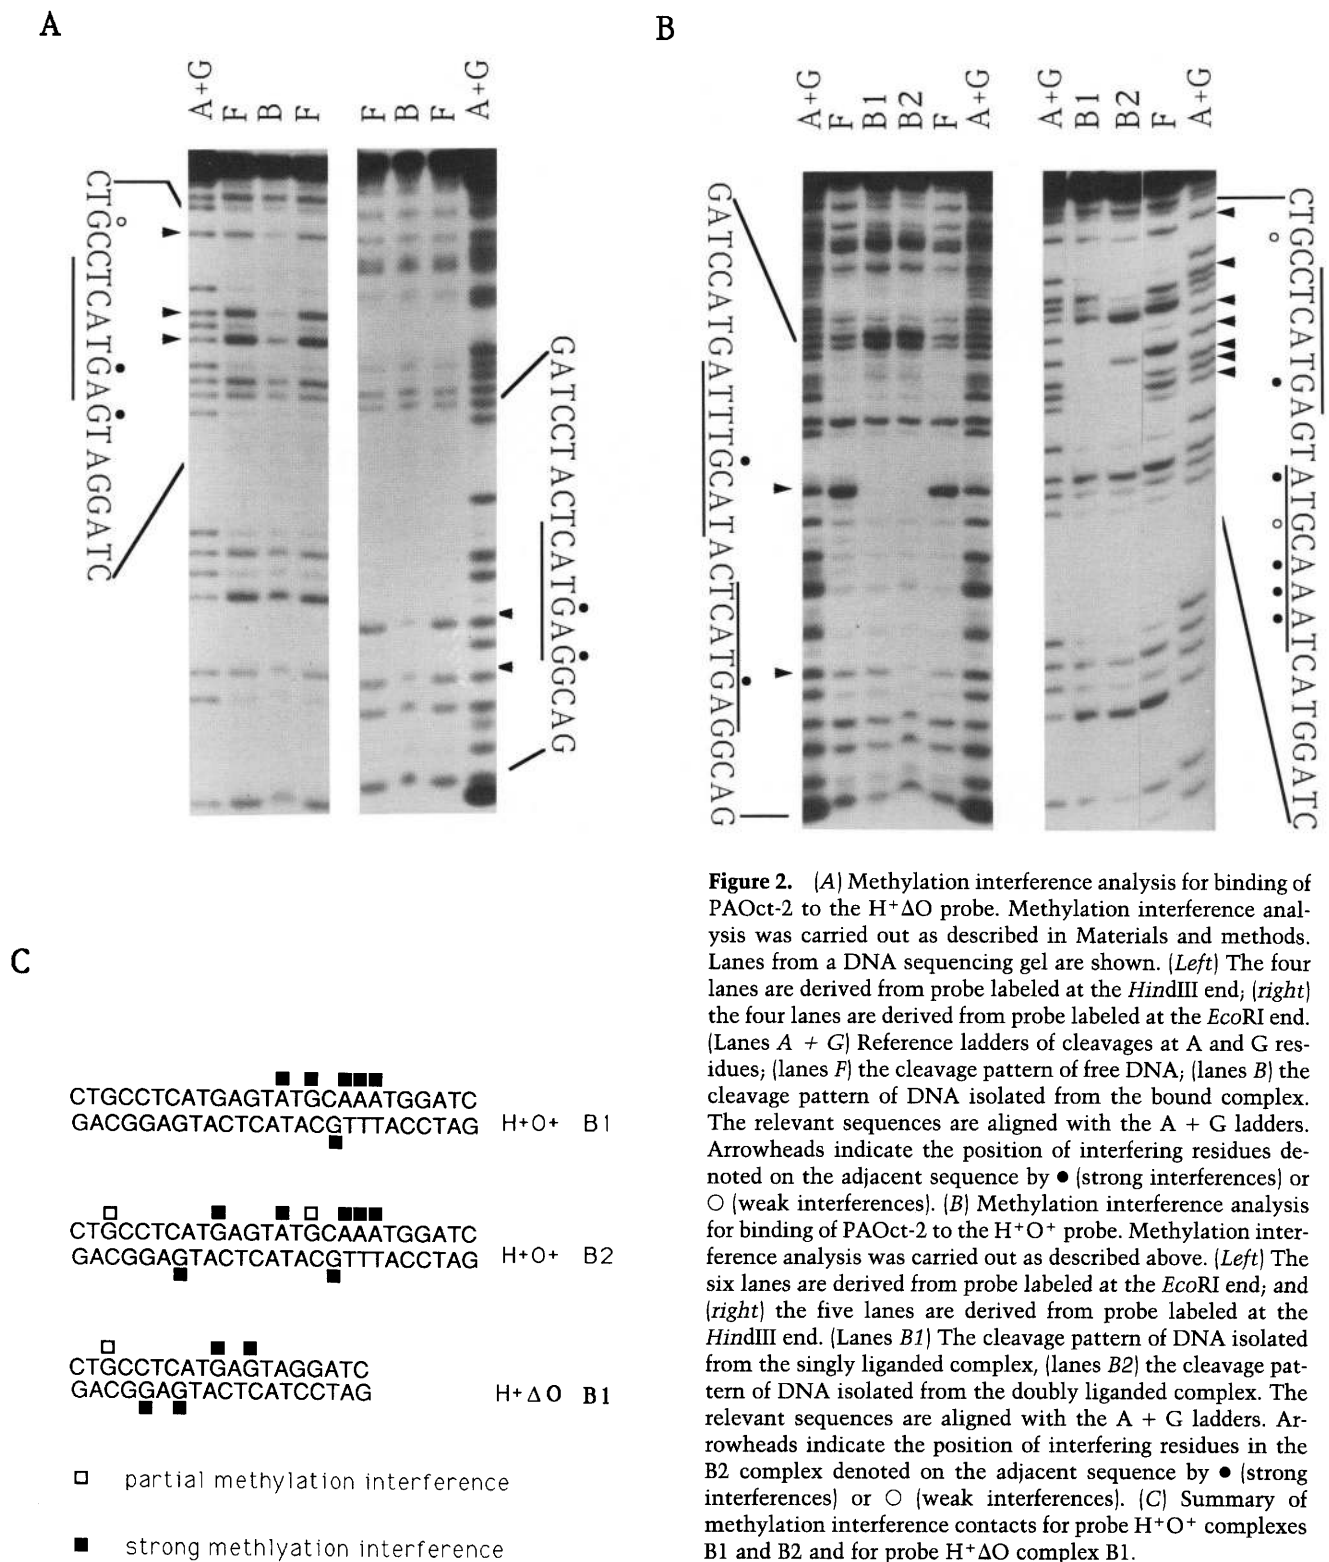 A
A+G
F
B
F
F
B
F
A+G
CTGCCTCATGAGTAGGATC
GATCCTACTCATGAGGCAG
B
A+G
F
B1
B2
F
A+G
A+G
B1
B2
F
A+G
GATCCATGATTTGCATACTCATGAGGCAG
CTGCCTCATGAGTATGCAAATCATGGATC
C
CTGCCTCATGAGTATGCAAATGGATC
GACGGAGTACTCATACGTTTACCTAG
H+O+ B1
CTGCCTCATGAGTATGCAAATGGATC
GACGGAGTACTCATACGTTTACCTAG
H+O+ B2
CTGCCTCATGAGTAGGATC
GACGGAGTACTCATCCTAG
H+ΔO B1
□ partial methylation interference
■ strong methlyation interference
Figure 2. (A) Methylation interference analysis for binding of
PAOct-2 to the H⁺ΔO probe. Methylation interference anal-
ysis was carried out as described in Materials and methods.
Lanes from a DNA sequencing gel are shown. (Left) The four
lanes are derived from probe labeled at the HindIII end; (right)
the four lanes are derived from probe labeled at the EcoRI end.
(Lanes A + G) Reference ladders of cleavages at A and G res-
idues; (lanes F) the cleavage pattern of free DNA; (lanes B) the
cleavage pattern of DNA isolated from the bound complex.
The relevant sequences are aligned with the A + G ladders.
Arrowheads indicate the position of interfering residues de-
noted on the adjacent sequence by ● (strong interferences) or
○ (weak interferences). (B) Methylation interference analysis
for binding of PAOct-2 to the H⁺O⁺ probe. Methylation inter-
ference analysis was carried out as described above. (Left) The
six lanes are derived from probe labeled at the EcoRI end; and
(right) the five lanes are derived from probe labeled at the
HindIII end. (Lanes B1) The cleavage pattern of DNA isolated
from the singly liganded complex, (lanes B2) the cleavage pat-
tern of DNA isolated from the doubly liganded complex. The
relevant sequences are aligned with the A + G ladders. Ar-
rowheads indicate the position of interfering residues in the
B2 complex denoted on the adjacent sequence by ● (strong
interferences) or ○ (weak interferences). (C) Summary of
methylation interference contacts for probe H⁺O⁺ complexes
B1 and B2 and for probe H⁺ΔO complex B1.